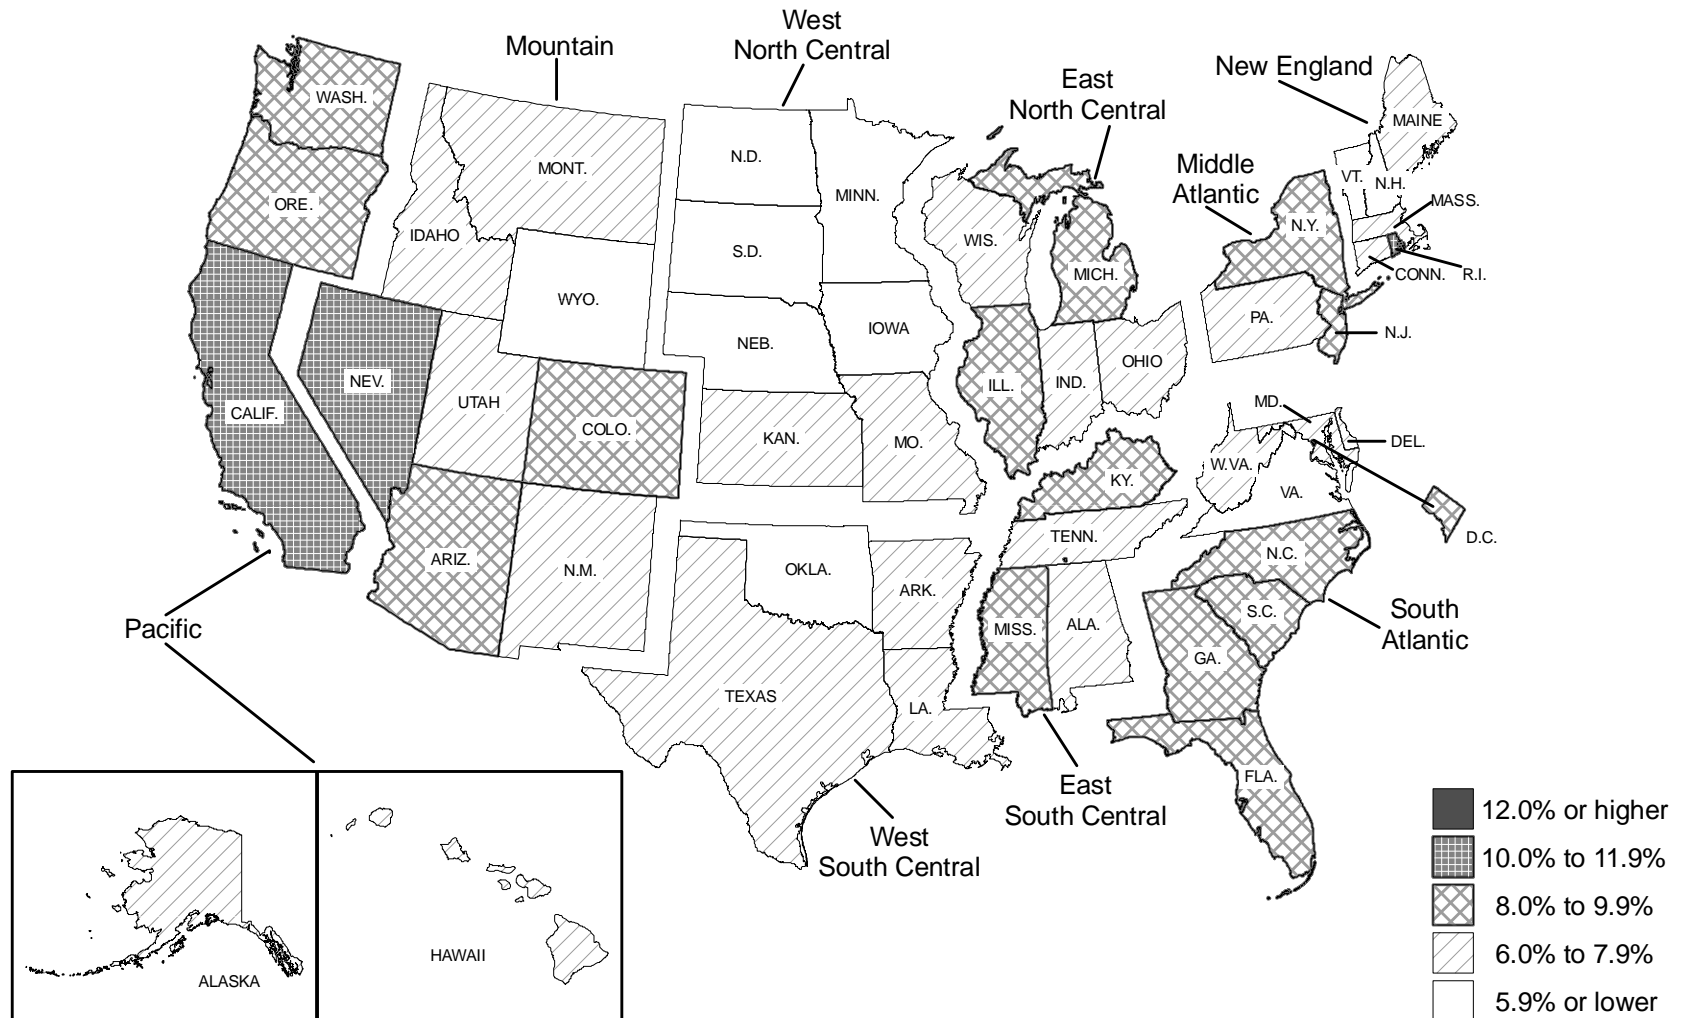 West
North Central
Mountain
New England
East
North Central
WASH.
MAINE
N.D.
MONT.
Middle
Atlantic
VT.
N.H.
MINN.
ORE.
MASS.
N.Y.
IDAHO
WIS.
S.D.
MICH.
CONN.
R.I.
WYO.
PA.
IOWA
N.J.
NEB.
OHIO
NEV.
IND.
ILL.
UTAH
MD.
CALIF.
COLO.
KAN.
MO.
DEL.
W.VA.
KY.
VA.
TENN.
D.C.
N.C.
ARIZ.
N.M.
OKLA.
ARK.
S.C.
South
Atlantic
Pacific
MISS.
ALA.
GA.
TEXAS
LA.
FLA.
East
South Central
West
South Central
HAWAII
ALASKA
12.0% or higher
10.0% to 11.9%
8.0% to 9.9%
6.0% to 7.9%
5.9% or lower